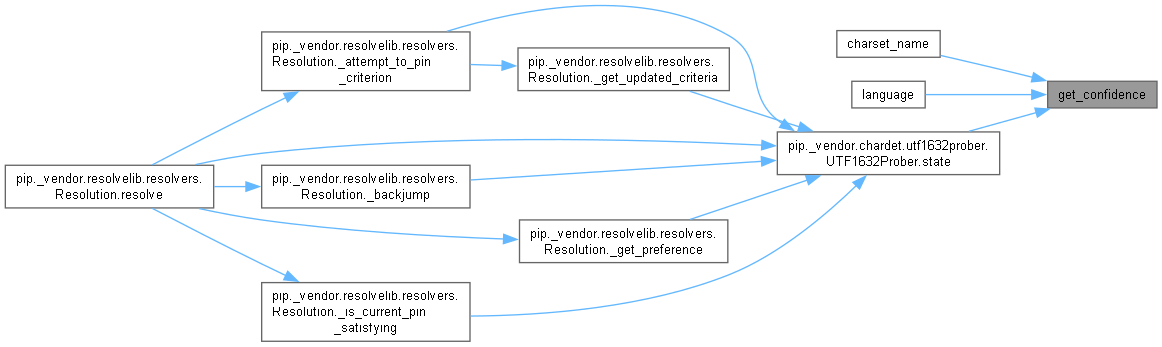 pip._vendor.resolvelib.resolvers.
Resolution._attempt_to_pin
_criterion
pip._vendor.resolvelib.resolvers.
Resolution._get_updated_criteria
charset_name
language
get_confidence
pip._vendor.chardet.utf1632prober.
UTF1632Prober.state
pip._vendor.resolvelib.resolvers.
Resolution.resolve
pip._vendor.resolvelib.resolvers.
Resolution._backjump
pip._vendor.resolvelib.resolvers.
Resolution._get_preference
pip._vendor.resolvelib.resolvers.
Resolution._is_current_pin
_satisfying